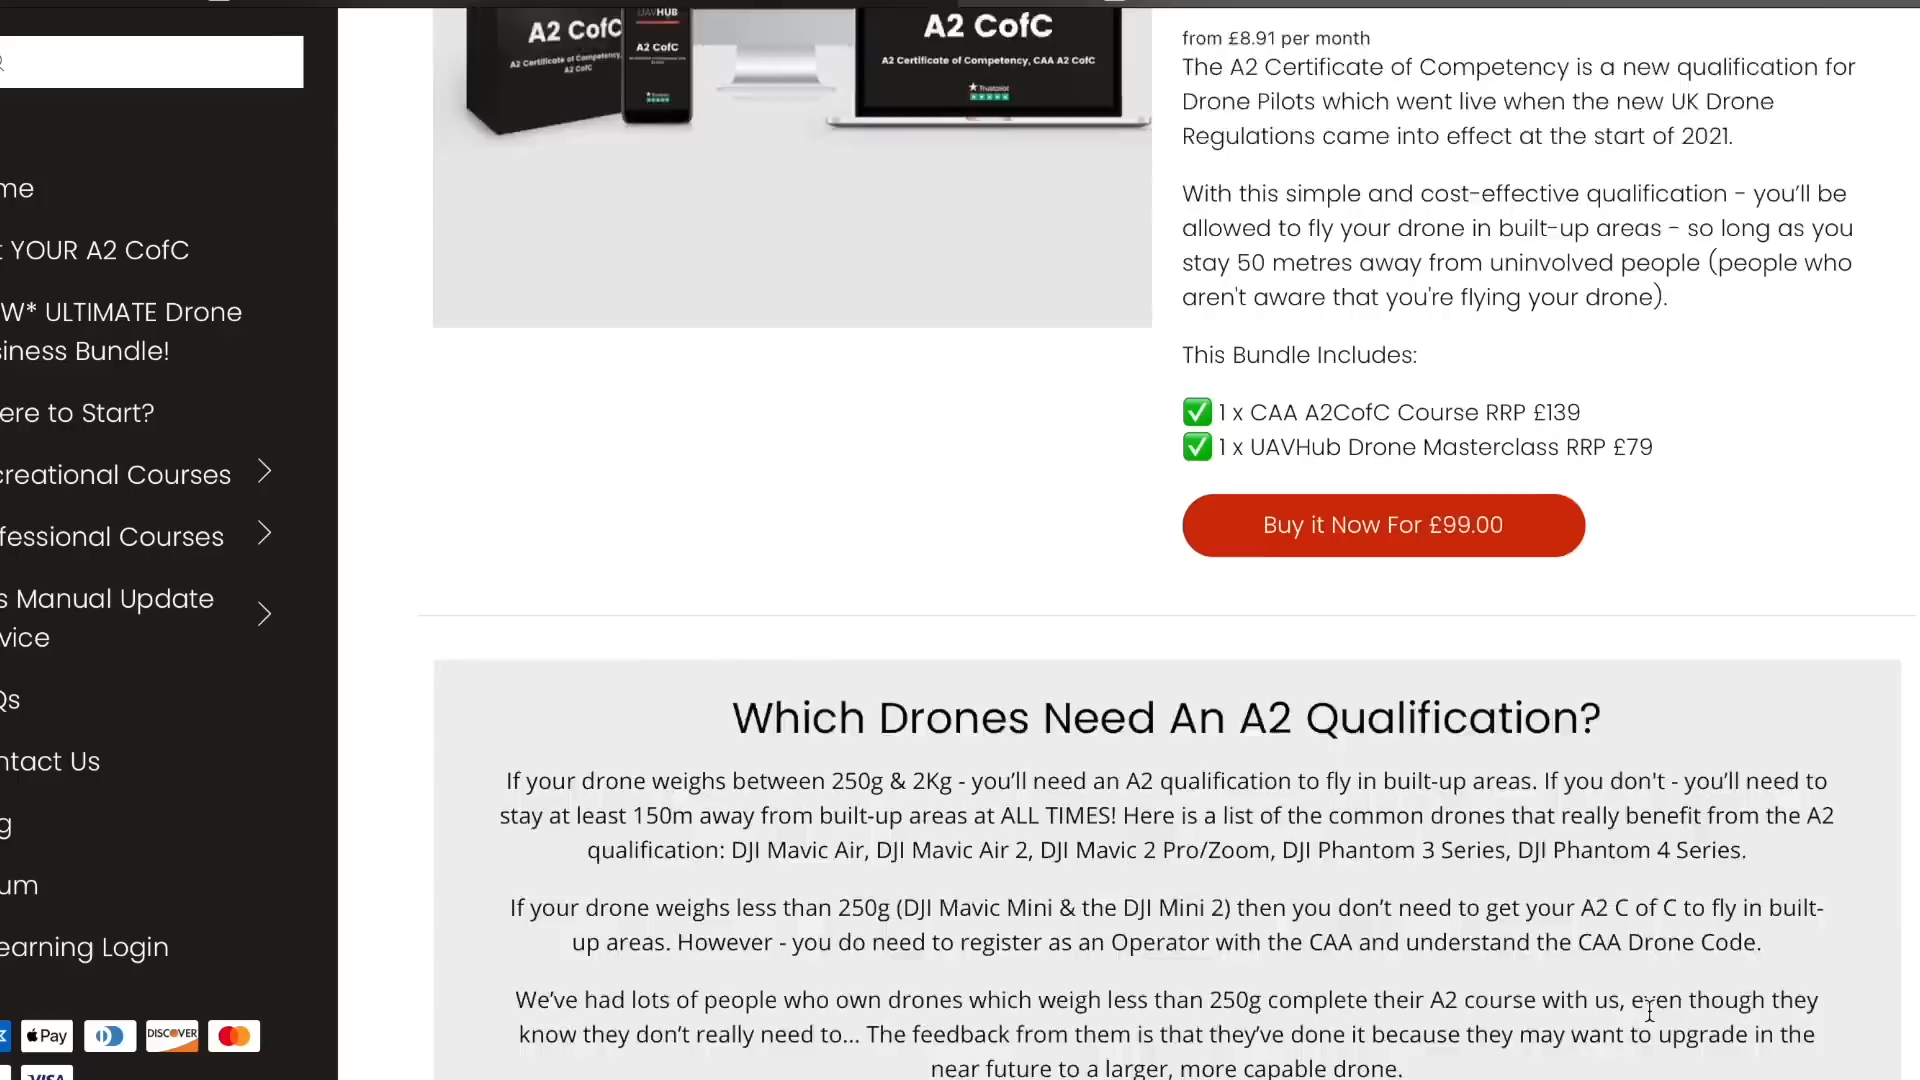 me
YOUR A2 CofC
W* ULTIMATE Drone
siness Bundle!
ere to Start?
creational Courses
fessional Courses
s Manual Update
vice
Qs
ntact Us
g
um
earning Login
Pay
DISCOVER
VISA
A2 CofC
A2 Certificate of Competency,
A2 CofC
UAVHUB
A2 CofC
Trustpilot
A2 CofC
A2 Certificate of Competency, CAA A2 CofC
Trustpilot
from £8.91 per month
The A2 Certificate of Competency is a new qualification for
Drone Pilots which went live when the new UK Drone
Regulations came into effect at the start of 2021.
With this simple and cost-effective qualification - you’ll be
allowed to fly your drone in built-up areas - so long as you
stay 50 metres away from uninvolved people (people who
aren't aware that you're flying your drone).
This Bundle Includes:
✅ 1 x CAA A2CofC Course RRP £139
✅ 1 x UAVHub Drone Masterclass RRP £79
Buy it Now For £99.00
Which Drones Need An A2 Qualification?
If your drone weighs between 250g & 2Kg - you’ll need an A2 qualification to fly in built-up areas. If you don't - you’ll need to
stay at least 150m away from built-up areas at ALL TIMES! Here is a list of the common drones that really benefit from the A2
qualification: DJI Mavic Air, DJI Mavic Air 2, DJI Mavic 2 Pro/Zoom, DJI Phantom 3 Series, DJI Phantom 4 Series.
If your drone weighs less than 250g (DJI Mavic Mini & the DJI Mini 2) then you don’t need to get your A2 C of C to fly in built-
up areas. However - you do need to register as an Operator with the CAA and understand the CAA Drone Code.
We’ve had lots of people who own drones which weigh less than 250g complete their A2 course with us, even though they
know they don’t really need to... The feedback from them is that they’ve done it because they may want to upgrade in the
near future to a larger, more capable drone.